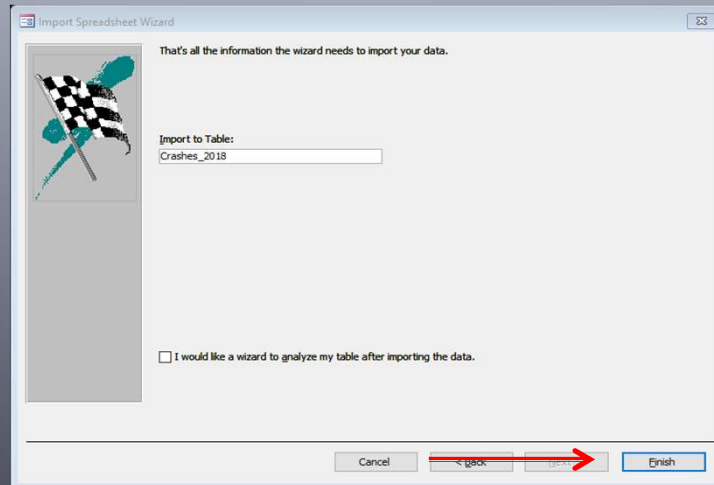 Import Spreadsheet Wizard
That's all the information the wizard needs to import your data.
Import to Table:
Crashes_2018
I would like a wizard to analyze my table after importing the data.
Cancel
< Back
Next
Finish